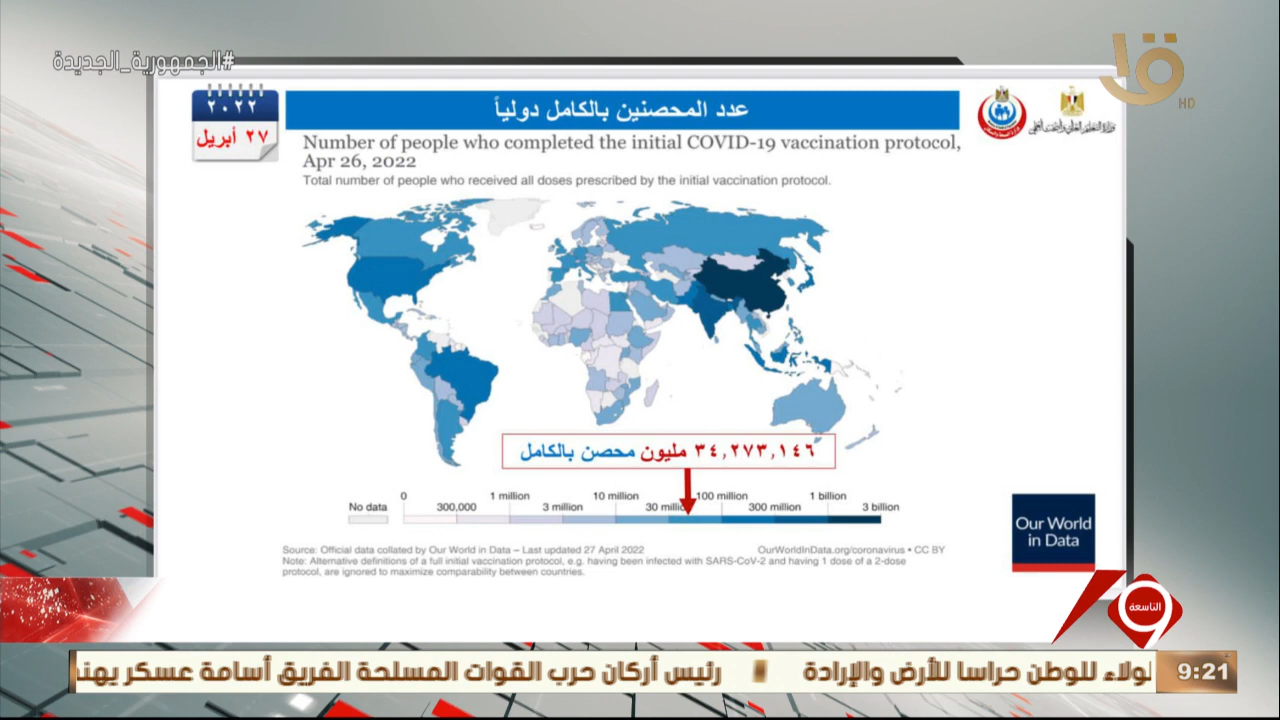 #الجمهورية_الجديدة
HD
٢٠٢٢
٢٧ أبريل
عدد المحصنين بالكامل دولياً
Number of people who completed the initial COVID-19 vaccination protocol,
Apr 26, 2022
Total number of people who received all doses prescribed by the initial vaccination protocol.
٣٤,٢٧٣,١٤٦ مليون محصن بالكامل
No data
0
300,000
1 million
3 million
10 million
30 millio
100 million
300 million
1 billion
3 billion
Our World
in Data
Source: Official data collated by Our World in Data – Last updated 27 April 2022
OurWorldInData.org/coronavirus • CC BY
Note: Alternative definitions of a full initial vaccination protocol, e.g. having been infected with SARS-CoV-2 and having 1 dose of a 2-dose
protocol, are ignored to maximize comparability between countries.
التاسعة
9
لولاء للوطن حراسا للأرض والإرادة
رئيس أركان حرب القوات المسلحة الفريق أسامة عسكر يهن
9:21